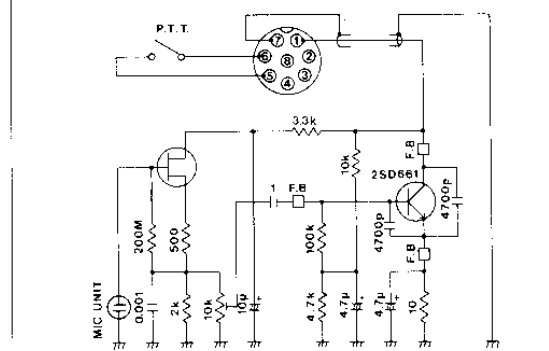 P.T.T.
7 1
6 8 2
5 4 3
3.3k
10k
F.B
2SD661
1 F.B
4700p
4700p
200M
500
100k
F.B
MIC UNIT
0.001
2k
10k
10μ
4.7k
4.7μ
4.7μ
10